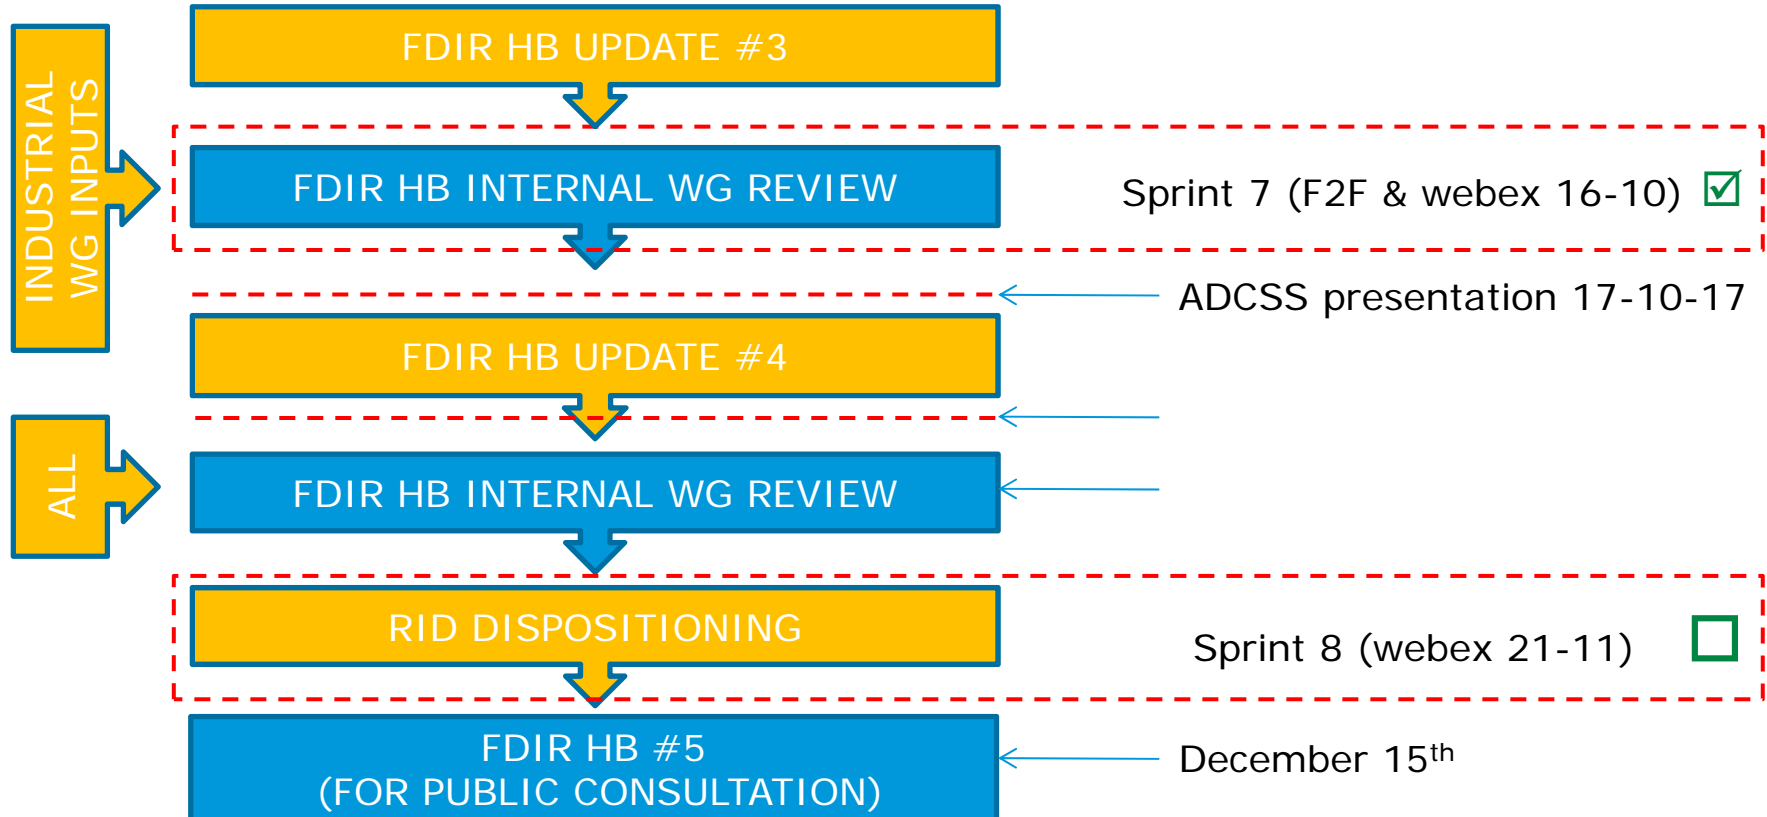 FDIR HB UPDATE #3
INDUSTRIAL
WG INPUTS
FDIR HB INTERNAL WG REVIEW
Sprint 7 (F2F & webex 16-10)
ADCSS presentation 17-10-17
FDIR HB UPDATE #4
ALL
FDIR HB INTERNAL WG REVIEW
RID DISPOSITIONING
Sprint 8 (webex 21-11)
FDIR HB #5
(FOR PUBLIC CONSULTATION)
December 15th